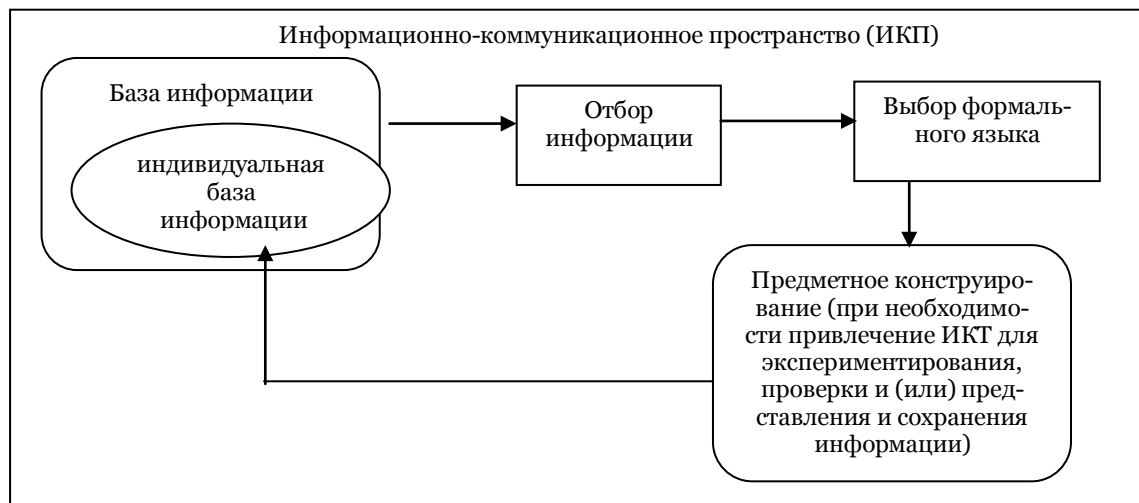 Информационно-коммуникационное пространство (ИКП)
База информации
индивидуальная
база
информации
Отбор
информации
Выбор формаль-
ного языка
Предметное конструиро-
вание (при необходимо-
сти привлечение ИКТ для
экспериментирования,
проверки и (или) пред-
ставления и сохранения
информации)